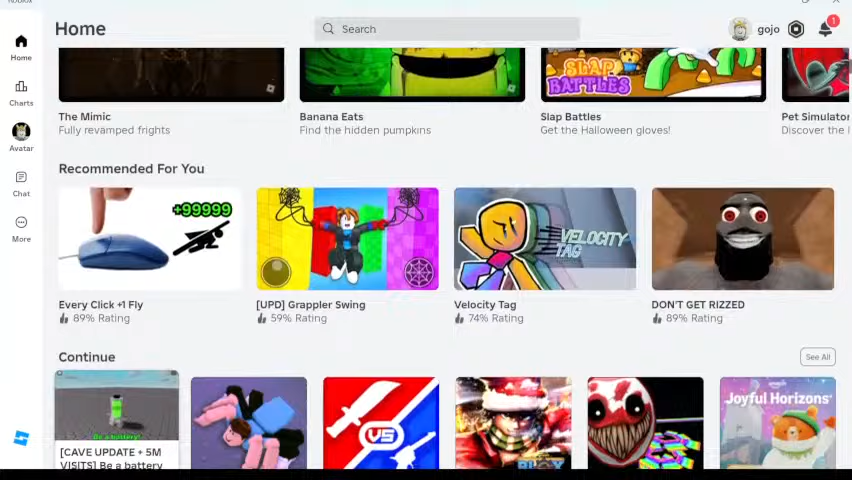 Home
Search
gojo
1
Home
Charts
Avatar
Chat
More
SLAP
BATTLES
The Mimic
Fully revamped frights
Banana Eats
Find the hidden pumpkins
Slap Battles
Get the Halloween gloves!
Pet Simulator
Discover the
Recommended For You
+99999
VELOCITY
TAG
Every Click +1 Fly
89% Rating
[UPD] Grappler Swing
59% Rating
Velocity Tag
74% Rating
DON'T GET RIZZED
89% Rating
Continue
See All
Be a battery!
VS
Joyful Horizons
[CAVE UPDATE + 5M
VISITS] Be a battery